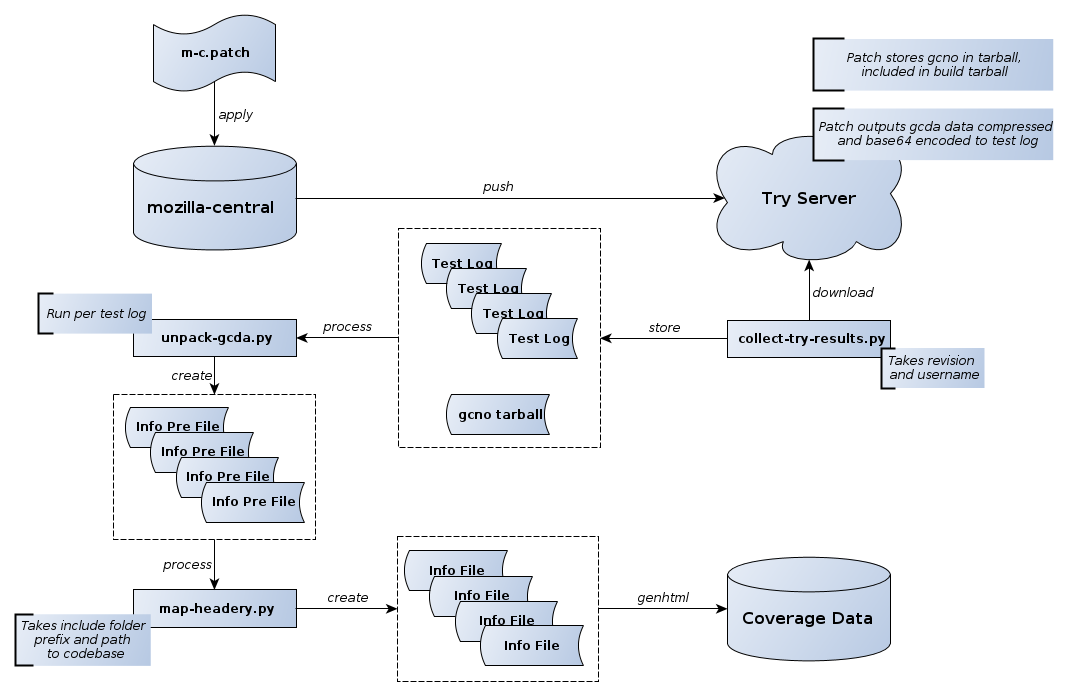 m-c.patch
apply
mozilla-central
push
Patch stores gcno in tarball,
included in build tarball
Patch outputs gcda data compressed
and base64 encoded to test log
Try Server
download
collect-try-results.py
Takes revision
and username
store
Test Log
Test Log
Test Log
Test Log
gcno tarball
process
Run per test log
unpack-gcda.py
create
Info Pre File
Info Pre File
Info Pre File
Info Pre File
process
map-headery.py
Takes include folder
prefix and path
to codebase
create
Info File
Info File
Info File
Info File
genhtml
Coverage Data